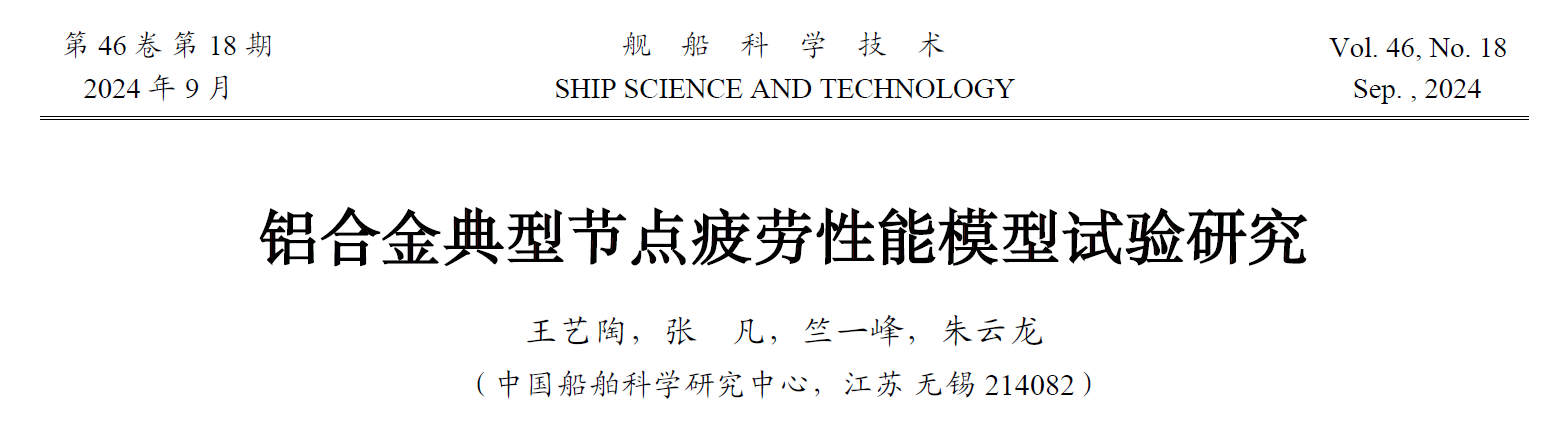 第 46 卷 第 18 期
舰 船 科 学 技 术
Vol. 46, No. 18
2024 年 9 月
SHIP SCIENCE AND TECHNOLOGY
Sep. , 2024
铝合金典型节点疲劳性能模型试验研究
王艺陶，张 凡，竺一峰，朱云龙
（中国船舶科学研究中心，江苏 无锡 214082）